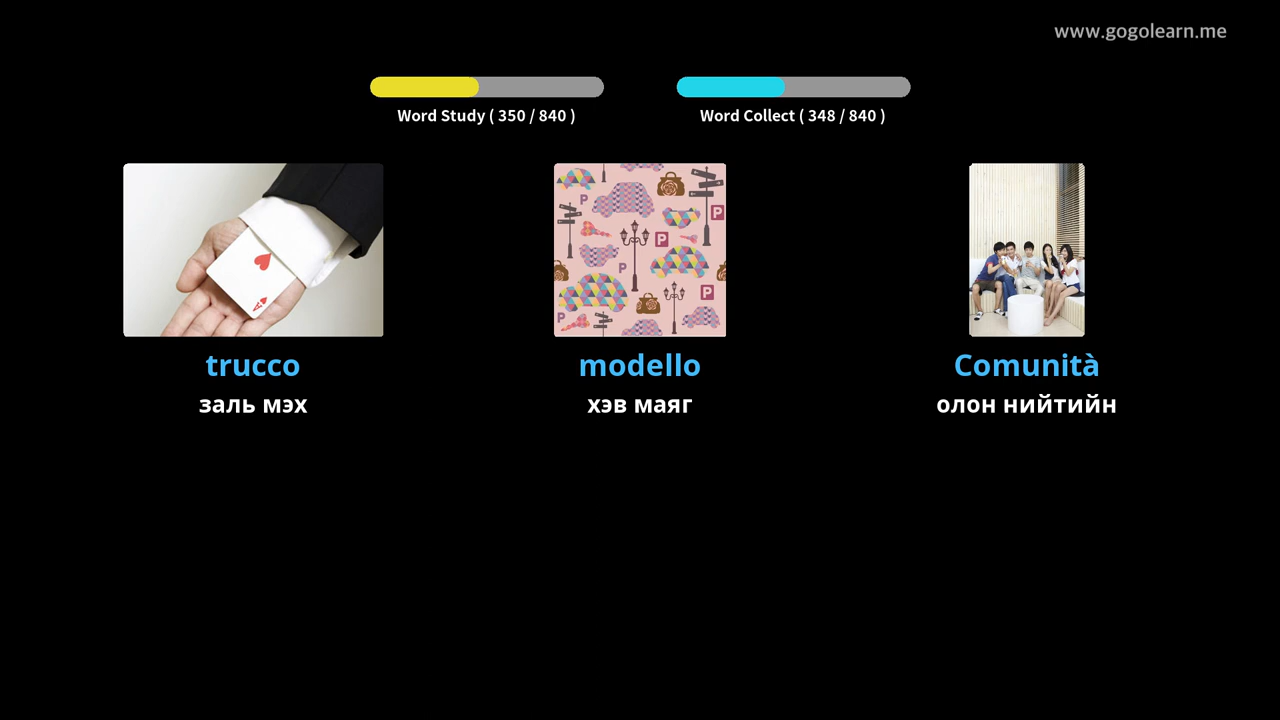 www.gogolearn.me
Word Study ( 350 / 840 )
Word Collect ( 348 / 840 )
P
P
P
P
P
P
A
trucco
modello
Comunità
заль мэх
хэв маяг
олон нийтийн